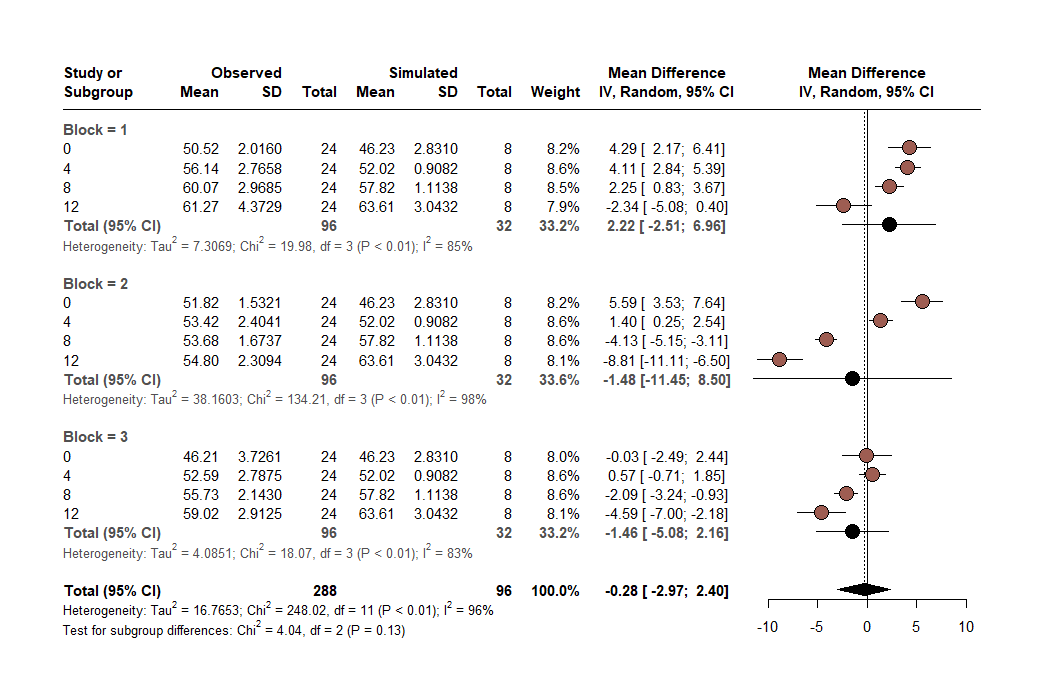 Study or Observed Simulated Mean Difference Mean Difference
Subgroup Mean SD Total Mean SD Total Weight IV, Random, 95% CI IV, Random, 95% CI
Block = 1
0 50.52 2.0160 24 46.23 2.8310 8 8.2% 4.29 [ 2.17; 6.41]
4 56.14 2.7658 24 52.02 0.9082 8 8.6% 4.11 [ 2.84; 5.39]
8 60.07 2.9685 24 57.82 1.1138 8 8.5% 2.25 [ 0.83; 3.67]
12 61.27 4.3729 24 63.61 3.0432 8 7.9% -2.34 [ -5.08; 0.40]
Total (95% CI) 96 32 33.2% 2.22 [ -2.51; 6.96]
Heterogeneity: Tau² = 7.3069; Chi² = 19.98, df = 3 (P < 0.01); I² = 85%
Block = 2
0 51.82 1.5321 24 46.23 2.8310 8 8.2% 5.59 [ 3.53; 7.64]
4 53.42 2.4041 24 52.02 0.9082 8 8.6% 1.40 [ 0.25; 2.54]
8 53.68 1.6737 24 57.82 1.1138 8 8.6% -4.13 [ -5.15; -3.11]
12 54.80 2.3094 24 63.61 3.0432 8 8.1% -8.81 [-11.11; -6.50]
Total (95% CI) 96 32 33.6% -1.48 [-11.45; 8.50]
Heterogeneity: Tau² = 38.1603; Chi² = 134.21, df = 3 (P < 0.01); I² = 98%
Block = 3
0 46.21 3.7261 24 46.23 2.8310 8 8.0% -0.03 [ -2.49; 2.44]
4 52.59 2.7875 24 52.02 0.9082 8 8.6% 0.57 [ -0.71; 1.85]
8 55.73 2.1430 24 57.82 1.1138 8 8.6% -2.09 [ -3.24; -0.93]
12 59.02 2.9125 24 63.61 3.0432 8 8.1% -4.59 [ -7.00; -2.18]
Total (95% CI) 96 32 33.2% -1.46 [ -5.08; 2.16]
Heterogeneity: Tau² = 4.0851; Chi² = 18.07, df = 3 (P < 0.01); I² = 83%
Total (95% CI) 288 96 100.0% -0.28 [ -2.97; 2.40]
Heterogeneity: Tau² = 16.7653; Chi² = 248.02, df = 11 (P < 0.01); I² = 96%
Test for subgroup differences: Chi² = 4.04, df = 2 (P = 0.13)
-10 -5 0 5 10